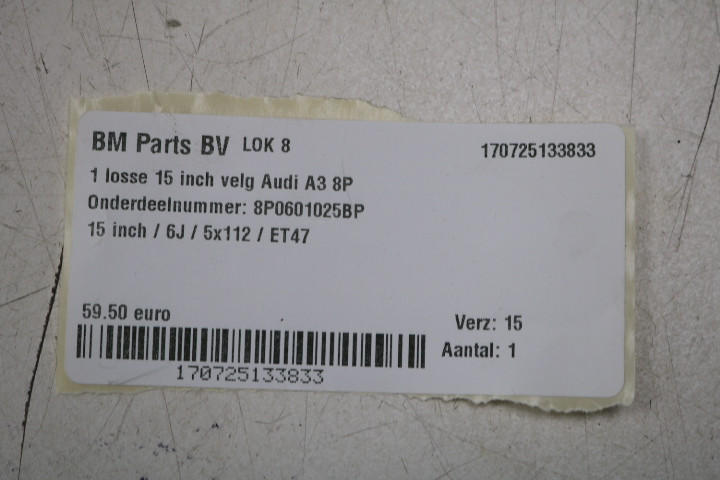 BM Parts BV LOK 8 170725133833
1 losse 15 inch velg Audi A3 8P
Onderdeelnummer: 8P0601025BP
15 inch / 6J / 5x112 / ET47
59.50 euro
Verz: 15
Aantal: 1
170725133833